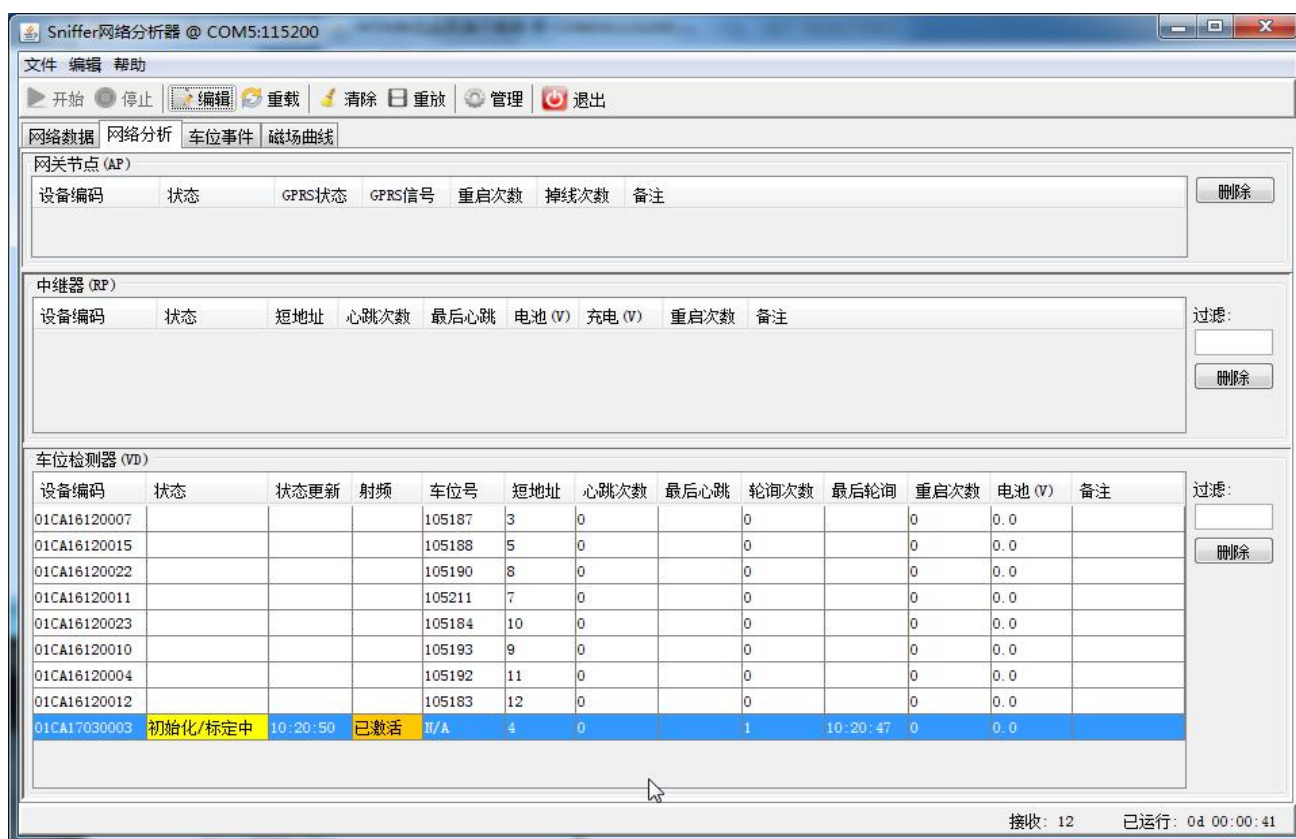 Sniffer网络分析器 @ COM5:115200
文件 编辑 帮助
开始 停止 编辑 重载 清除 重放 管理 退出
网络数据 网络分析 车位事件 磁场曲线
网关节点(AP)
设备编码 状态 GPRS状态 GPRS信号 重启次数 掉线次数 备注
删除
中继器(RP)
设备编码 状态 短地址 心跳次数 最后心跳 电池(V) 充电(V) 重启次数 备注
过滤:
删除
车位检测器(VD)
设备编码 状态 状态更新 射频 车位号 短地址 心跳次数 最后心跳 轮询次数 最后轮询 重启次数 电池(V) 备注
过滤:
删除
01CA16120007 105187 3 0 0 0 0.0
01CA16120015 105188 5 0 0 0 0.0
01CA16120022 105190 8 0 0 0 0.0
01CA16120011 105211 7 0 0 0 0.0
01CA16120023 105184 10 0 0 0 0.0
01CA16120010 105193 9 0 0 0 0.0
01CA16120004 105192 11 0 0 0 0.0
01CA16120012 105183 12 0 0 0 0.0
01CA17030003 初始化/标定中 10:20:50 已激活 N/A 4 0 1 10:20:47 0 0.0
接收: 12 已运行: 0d 00:00:41